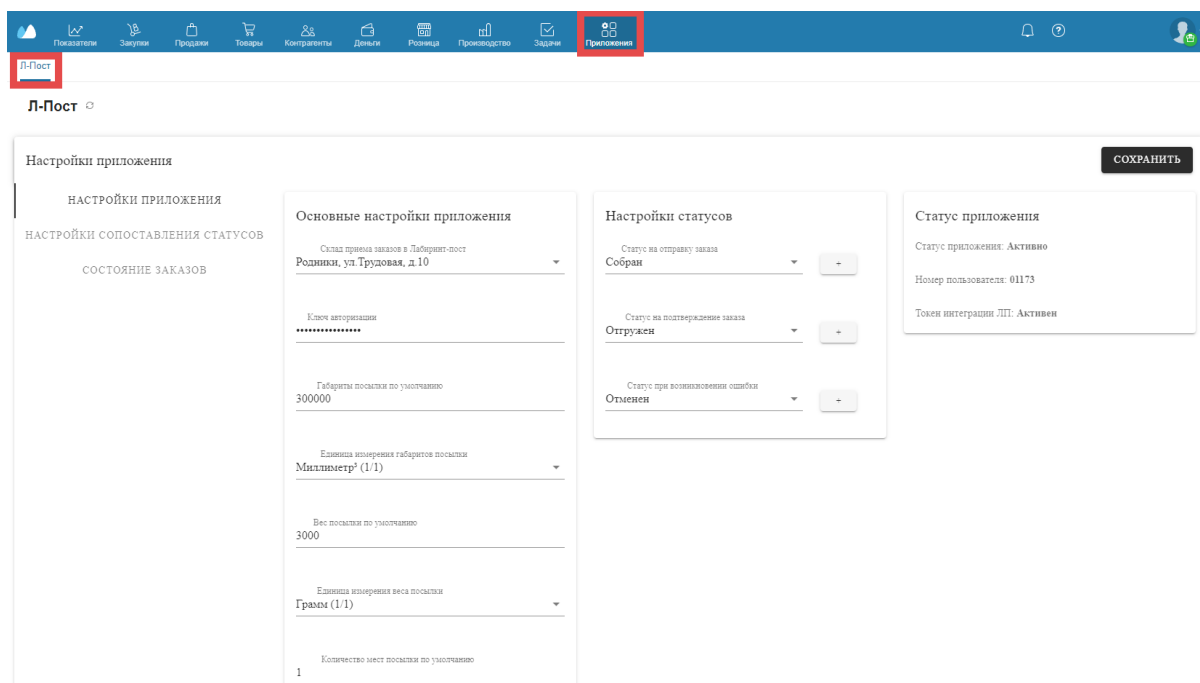 Показатели
Закупки
Продажи
Товары
Контрагенты
Деньги
Розница
Производство
Задачи
Приложения
Л-Пост
Л-Пост
Настройки приложения
СОХРАНИТЬ
НАСТРОЙКИ ПРИЛОЖЕНИЯ
НАСТРОЙКИ СОПОСТАВЛЕНИЯ СТАТУСОВ
СОСТОЯНИЕ ЗАКАЗОВ
Основные настройки приложения
Склад приема заказов в Лабиринт-пост
Родники, ул.Трудовая, д.10
Ключ авторизации
••••••••••••••••
Габариты посылки по умолчанию
300000
Единица измерения габаритов посылки
Миллиметр³ (1/1)
Вес посылки по умолчанию
3000
Единица измерения веса посылки
Грамм (1/1)
Количество мест посылки по умолчанию
1
Настройки статусов
Статус на отправку заказа
Собран
+
Статус на подтверждение заказа
Отгружен
+
Статус при возникновении ошибки
Отменен
+
Статус приложения
Статус приложения: Активно
Номер пользователя: 01173
Токен интеграции ЛП: Активен